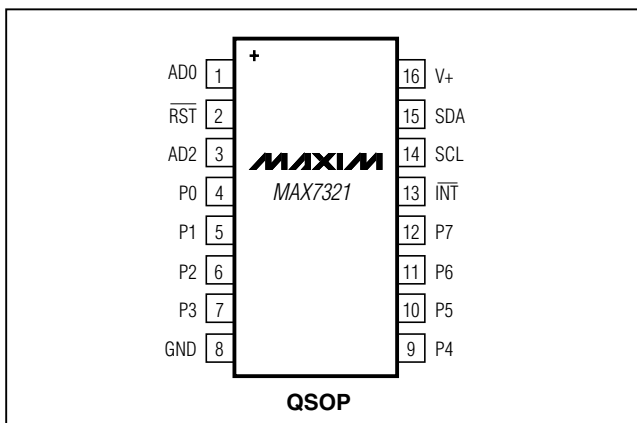 +
AD0 1 16 V+
RST 2 15 SDA
AD2 3 14 SCL
MAXIM
P0 4 MAX7321 13 INT
P1 5 12 P7
P2 6 11 P6
P3 7 10 P5
GND 8 9 P4
QSOP